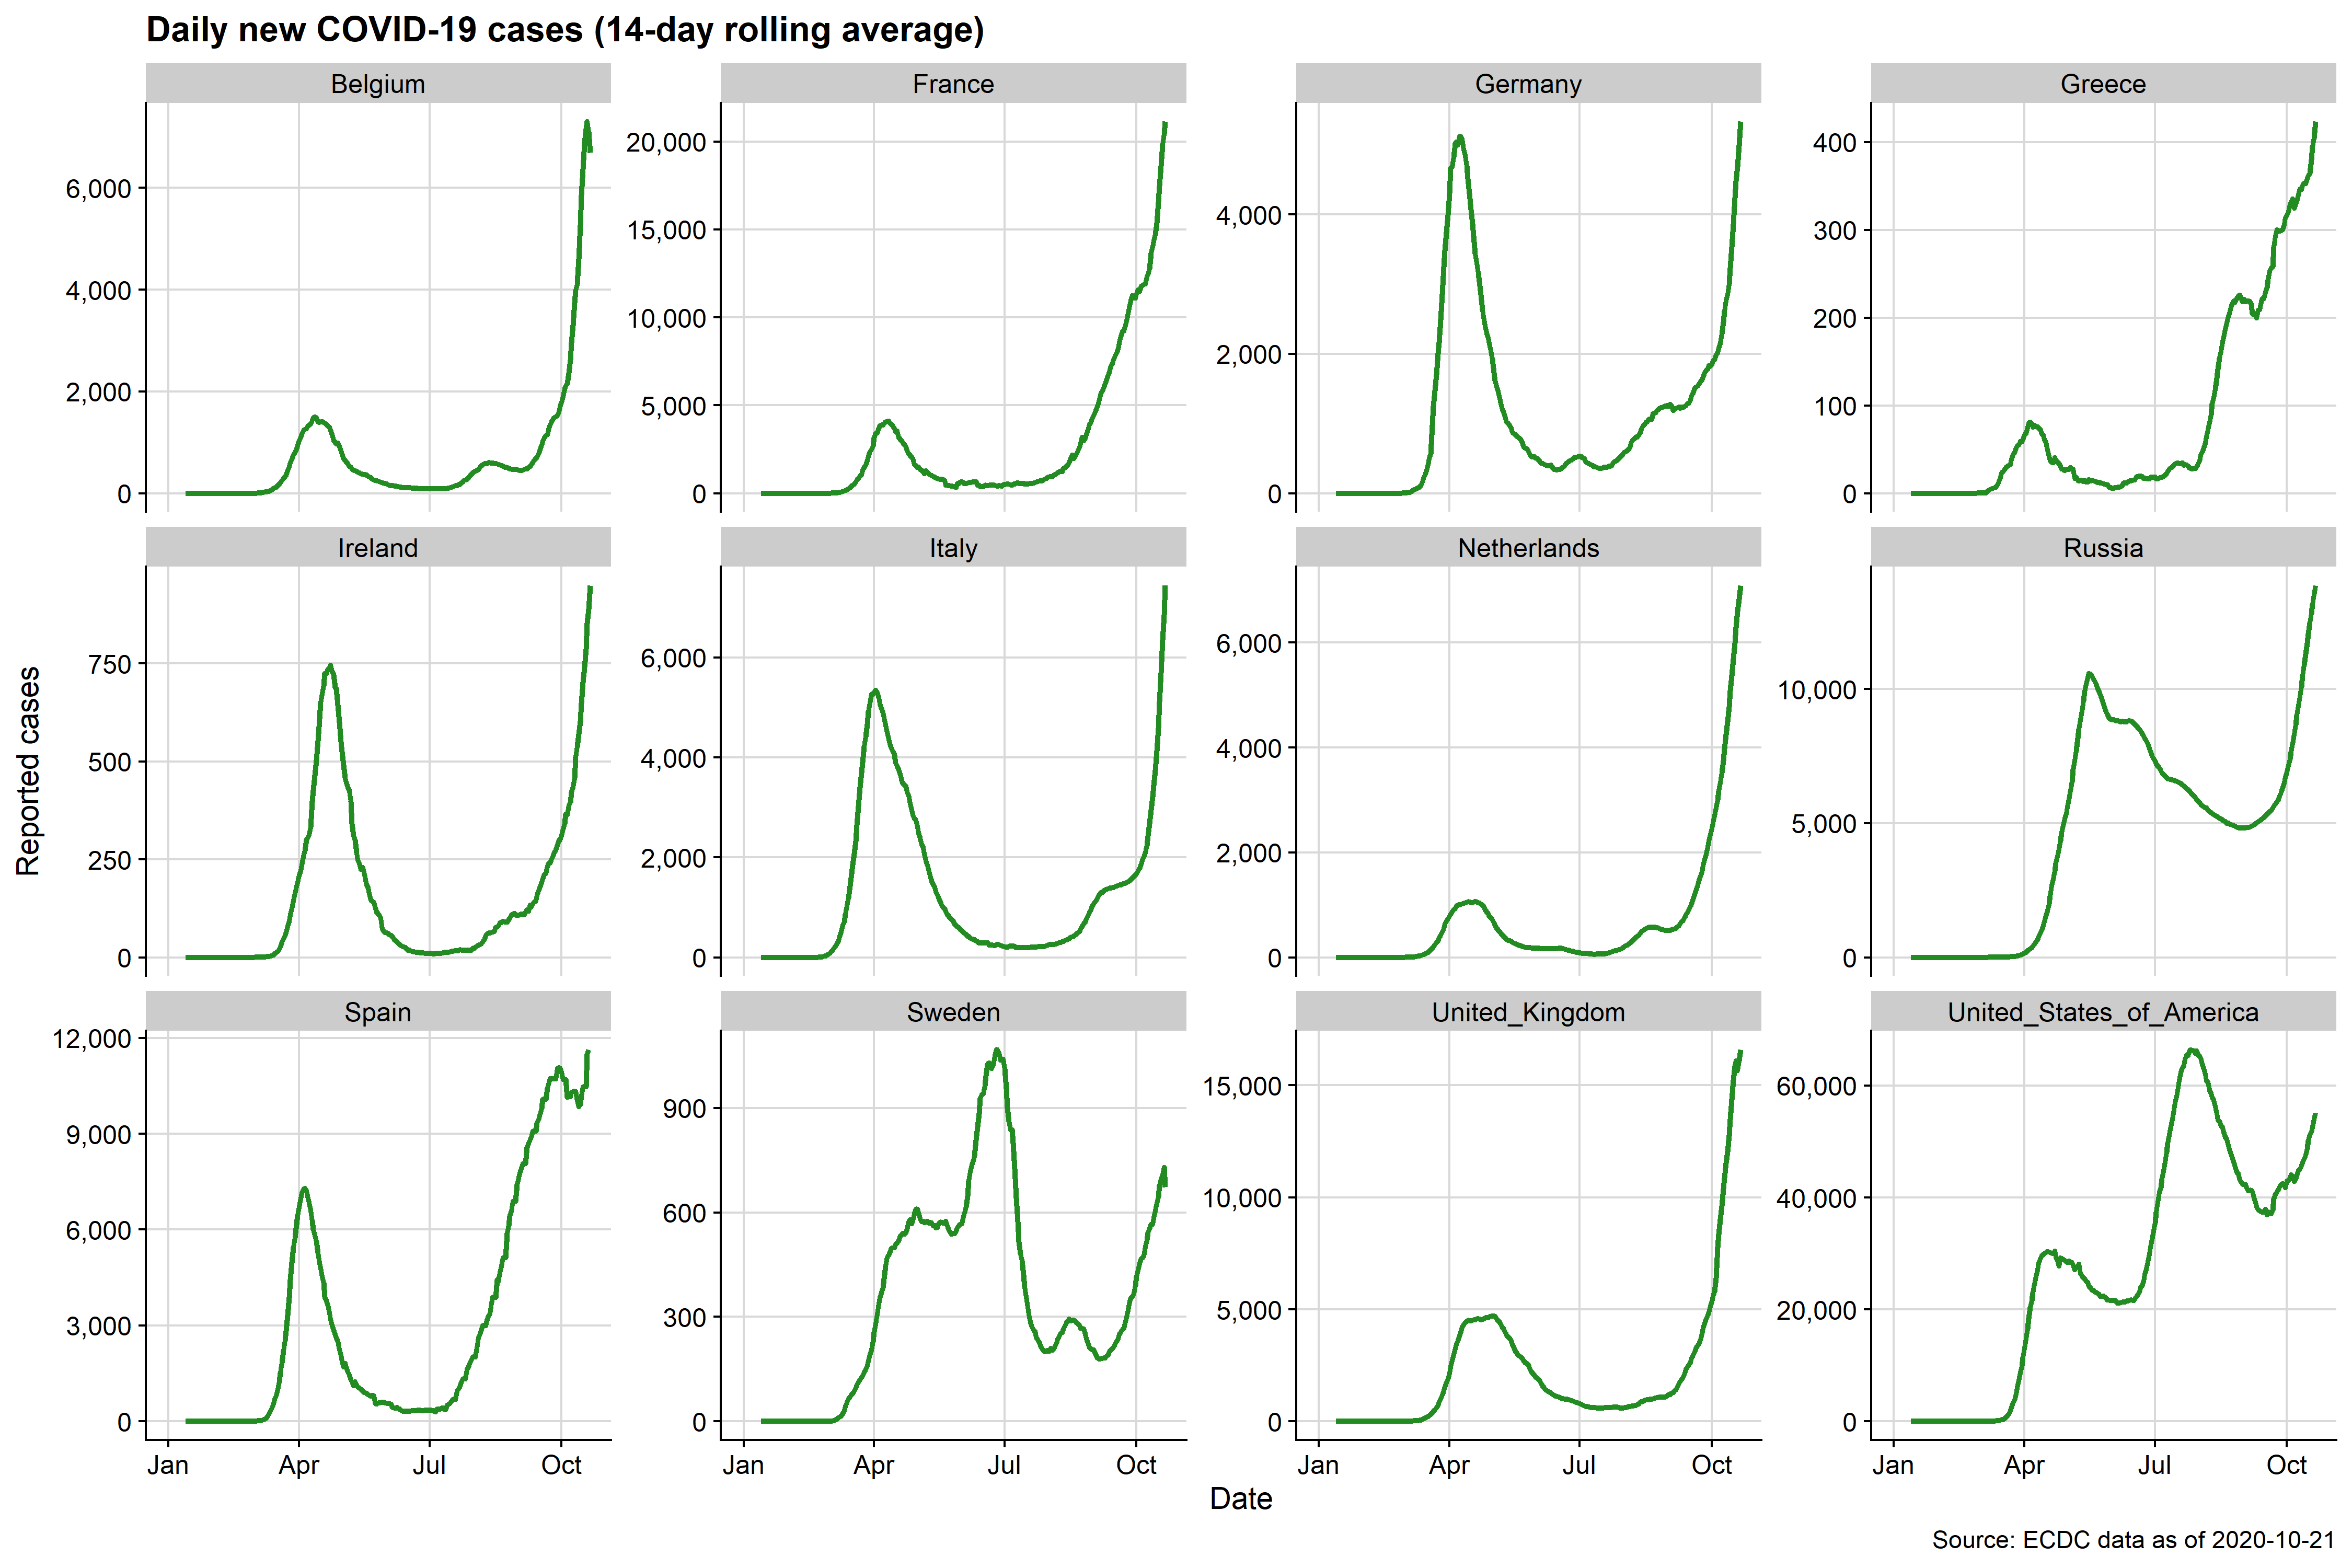 Daily new COVID-19 cases (14-day rolling average)
Belgium
France
Germany
Greece
6,000
4,000
2,000
0
20,000
15,000
10,000
5,000
0
4,000
2,000
0
400
300
200
100
0
Ireland
Italy
Netherlands
Russia
750
500
250
0
6,000
4,000
2,000
0
6,000
4,000
2,000
0
10,000
5,000
0
Spain
Sweden
United_Kingdom
United_States_of_America
12,000
9,000
6,000
3,000
0
900
600
300
0
15,000
10,000
5,000
0
60,000
40,000
20,000
0
Jan Apr Jul Oct
Jan Apr Jul Oct
Jan Apr Jul Oct
Jan Apr Jul Oct
Reported cases
Date
Source: ECDC data as of 2020-10-21